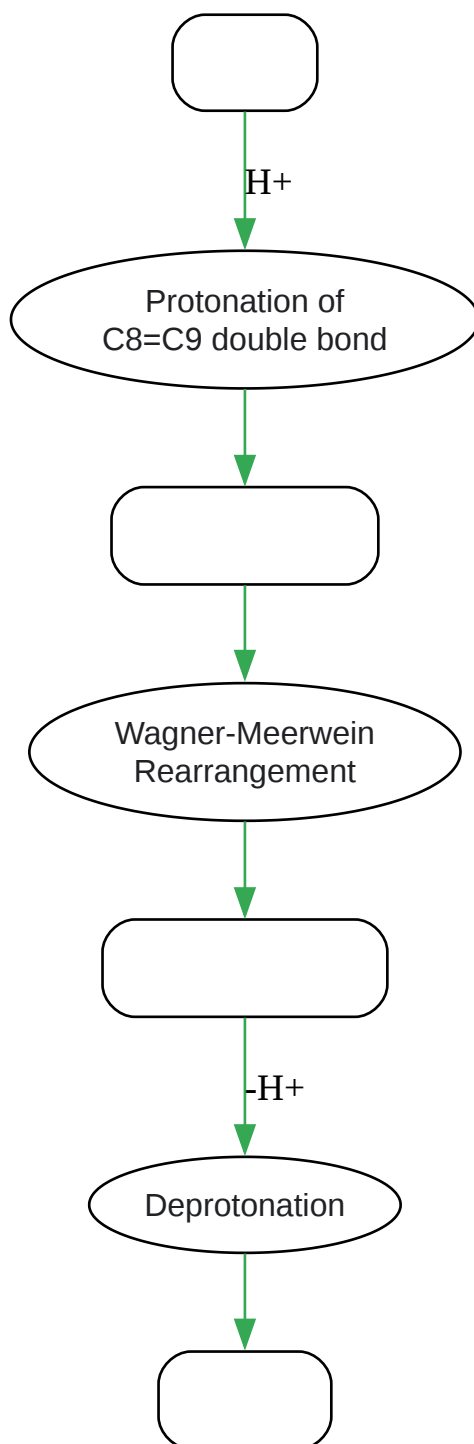 H+
Protonation of
C8=C9 double bond
Wagner-Meerwein
Rearrangement
-H+
Deprotonation